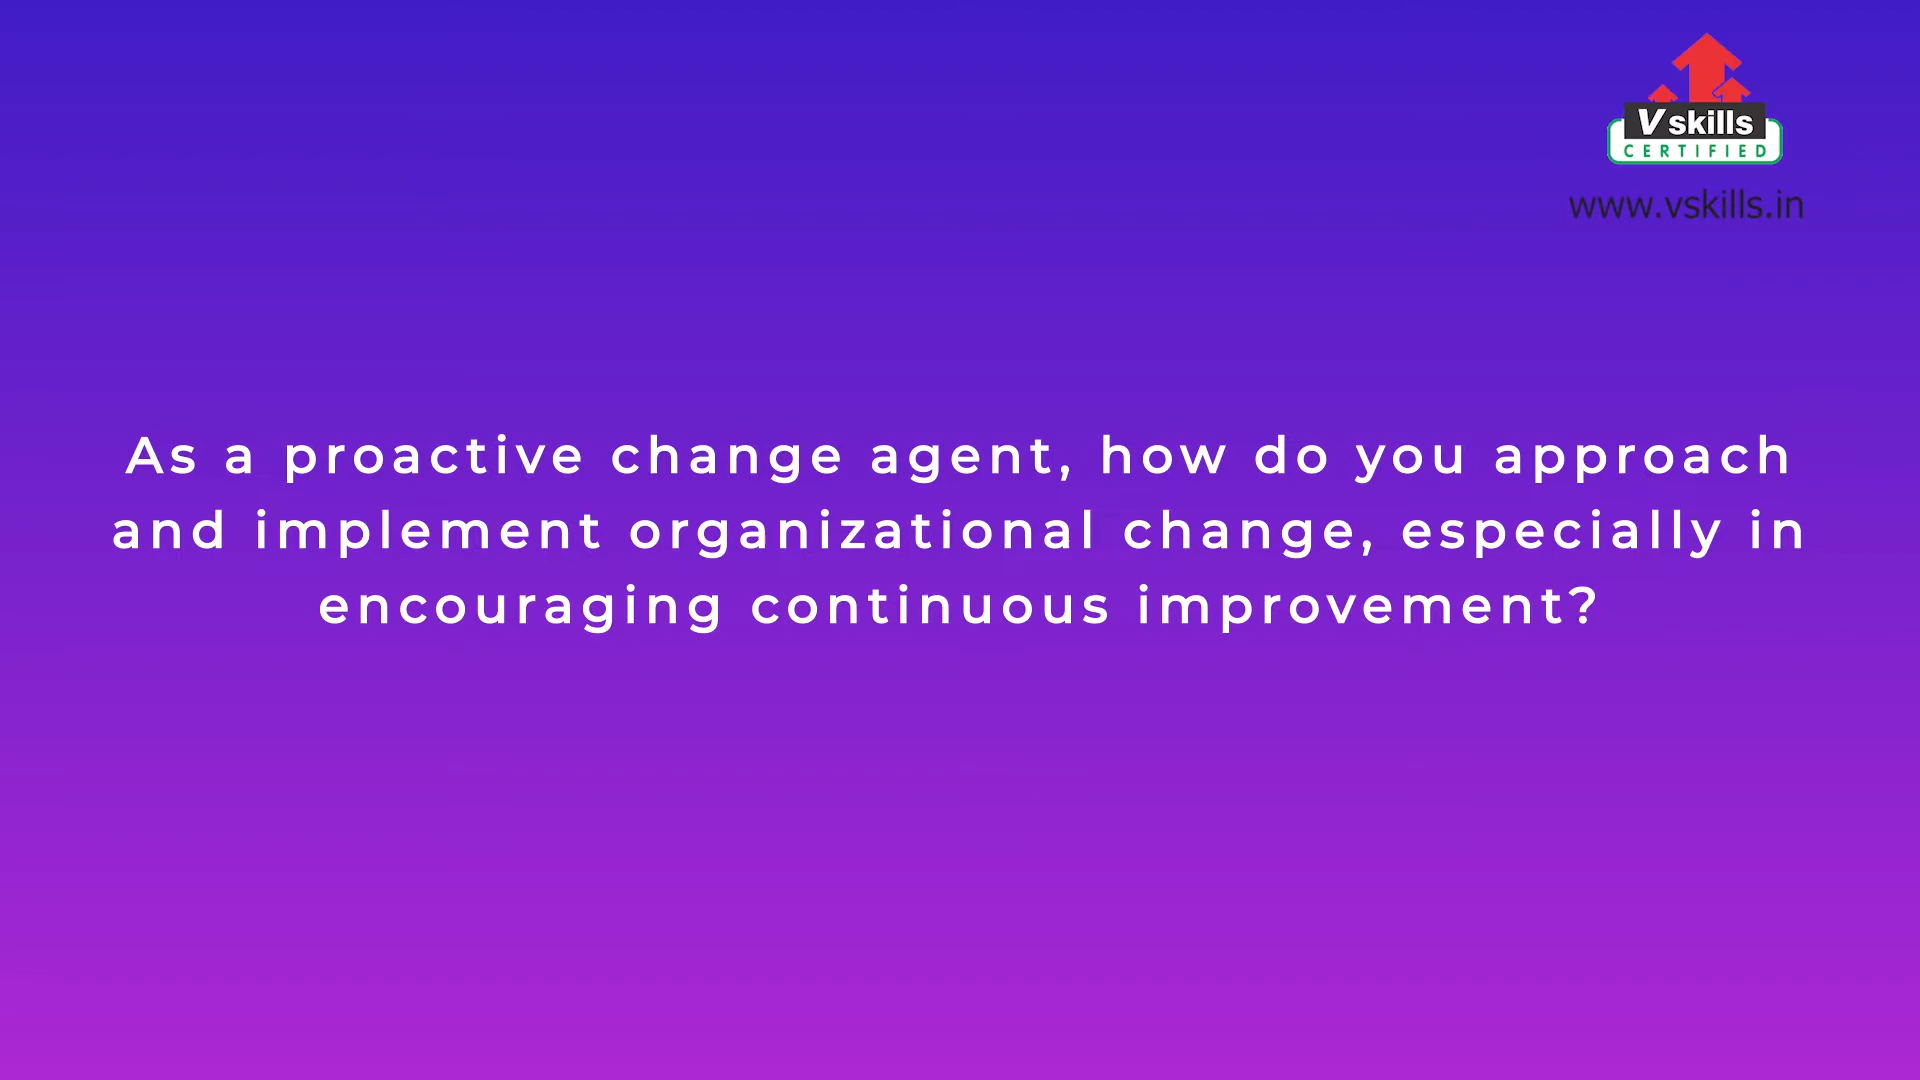 Vskills
CERTIFIED
www.vskills.in
As a proactive change agent, how do you approach
and implement organizational change, especially in
encouraging continuous improvement?